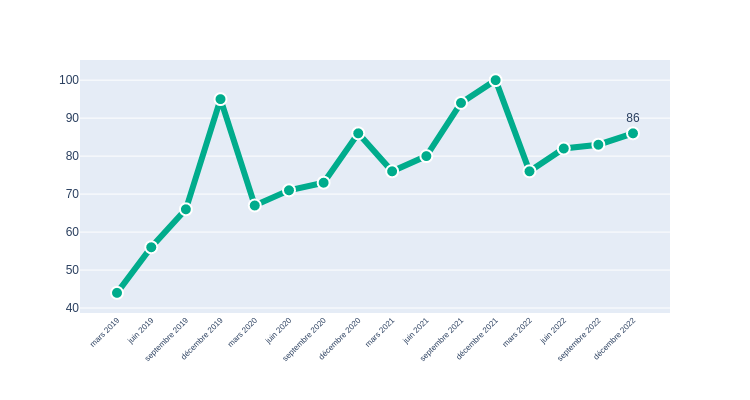 100
90
80
70
60
50
40
86
mars 2019
juin 2019
septembre 2019
décembre 2019
mars 2020
juin 2020
septembre 2020
décembre 2020
mars 2021
juin 2021
septembre 2021
décembre 2021
mars 2022
juin 2022
septembre 2022
décembre 2022